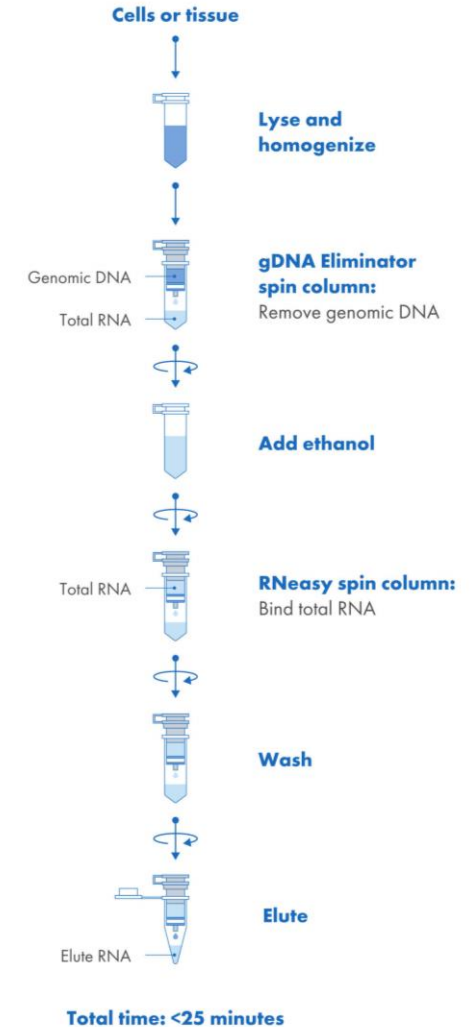 Cells or tissue
Lyse and
homogenize
gDNA Eliminator
spin column:
Remove genomic DNA
Genomic DNA
Total RNA
Add ethanol
RNeasy spin column:
Bind total RNA
Total RNA
Wash
Elute
Elute RNA
Total time: <25 minutes